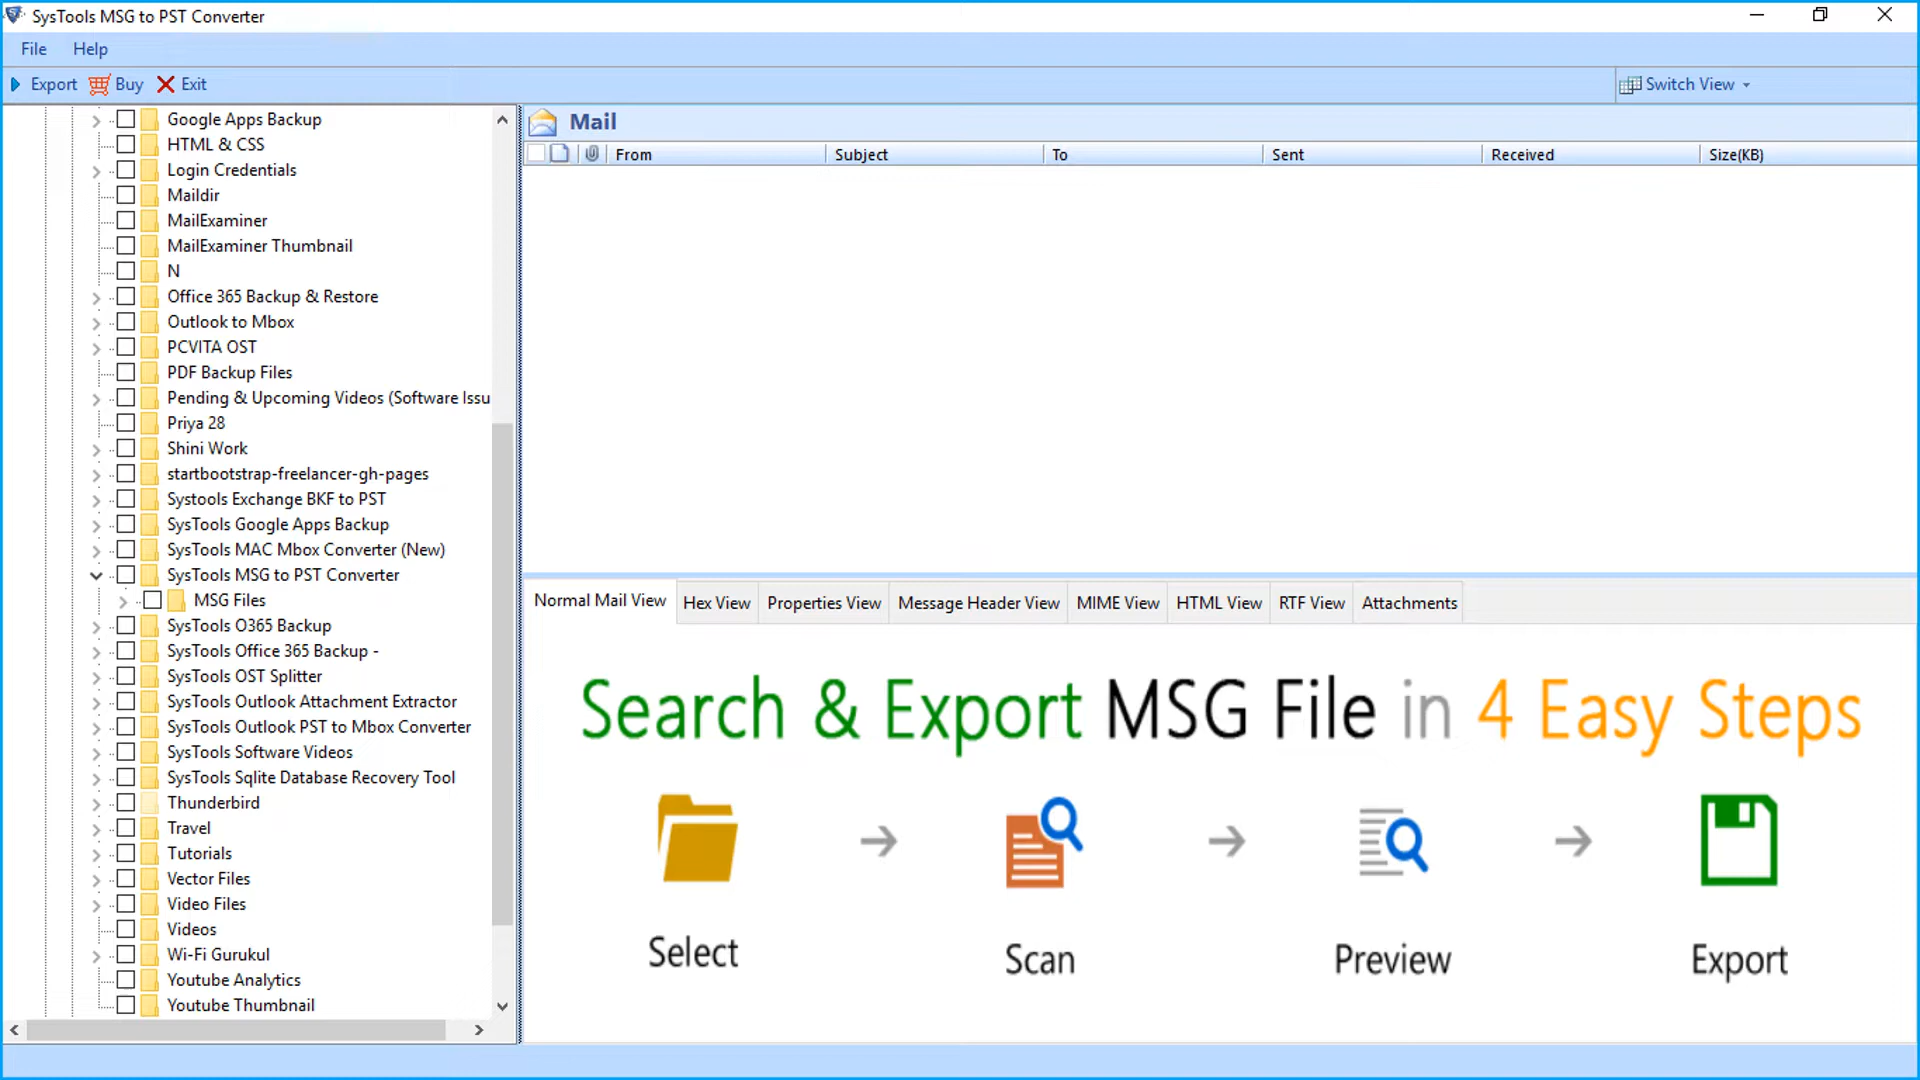 SysTools MSG to PST Converter
File Help
Export Buy Exit Switch View
Google Apps Backup
HTML & CSS
Login Credentials
Maildir
MailExaminer
MailExaminer Thumbnail
N
Office 365 Backup & Restore
Outlook to Mbox
PCVITA OST
PDF Backup Files
Pending & Upcoming Videos (Software Issu
Priya 28
Shini Work
startbootstrap-freelancer-gh-pages
Systools Exchange BKF to PST
SysTools Google Apps Backup
SysTools MAC Mbox Converter (New)
SysTools MSG to PST Converter
MSG Files
SysTools O365 Backup
SysTools Office 365 Backup -
SysTools OST Splitter
SysTools Outlook Attachment Extractor
SysTools Outlook PST to Mbox Converter
SysTools Software Videos
SysTools Sqlite Database Recovery Tool
Thunderbird
Travel
Tutorials
Vector Files
Video Files
Videos
Wi-Fi Gurukul
Youtube Analytics
Youtube Thumbnail
Mail
From Subject To Sent Received Size(KB)
Normal Mail View Hex View Properties View Message Header View MIME View HTML View RTF View Attachments
Search & Export MSG File in 4 Easy Steps
Select Scan Preview Export